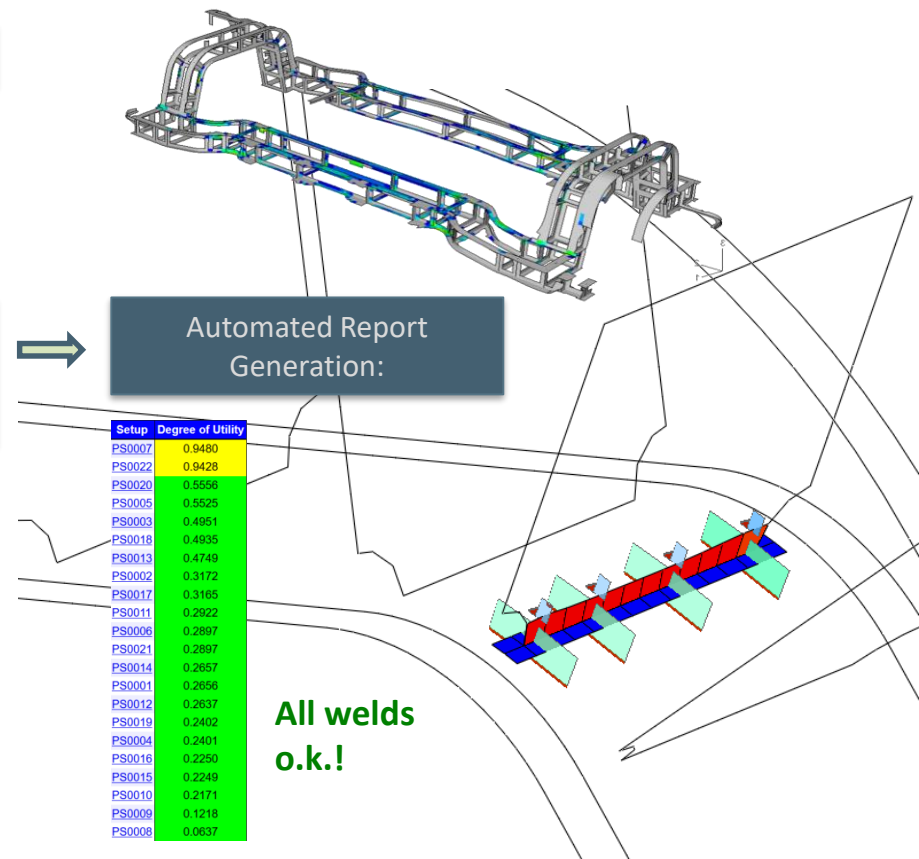 3
2
1
Automated Report
Generation:
Setup Degree of Utility
PS0007 0.9480
PS0022 0.9428
PS0020 0.5556
PS0005 0.5525
PS0003 0.4951
PS0018 0.4935
PS0013 0.4749
PS0002 0.3172
PS0017 0.3165
PS0011 0.2922
PS0006 0.2897
PS0021 0.2897
PS0014 0.2657
PS0001 0.2656
PS0012 0.2637
PS0019 0.2402
PS0004 0.2401
PS0016 0.2250
PS0015 0.2249
PS0010 0.2171
PS0009 0.1218
PS0008 0.0637
All welds
o.k.!